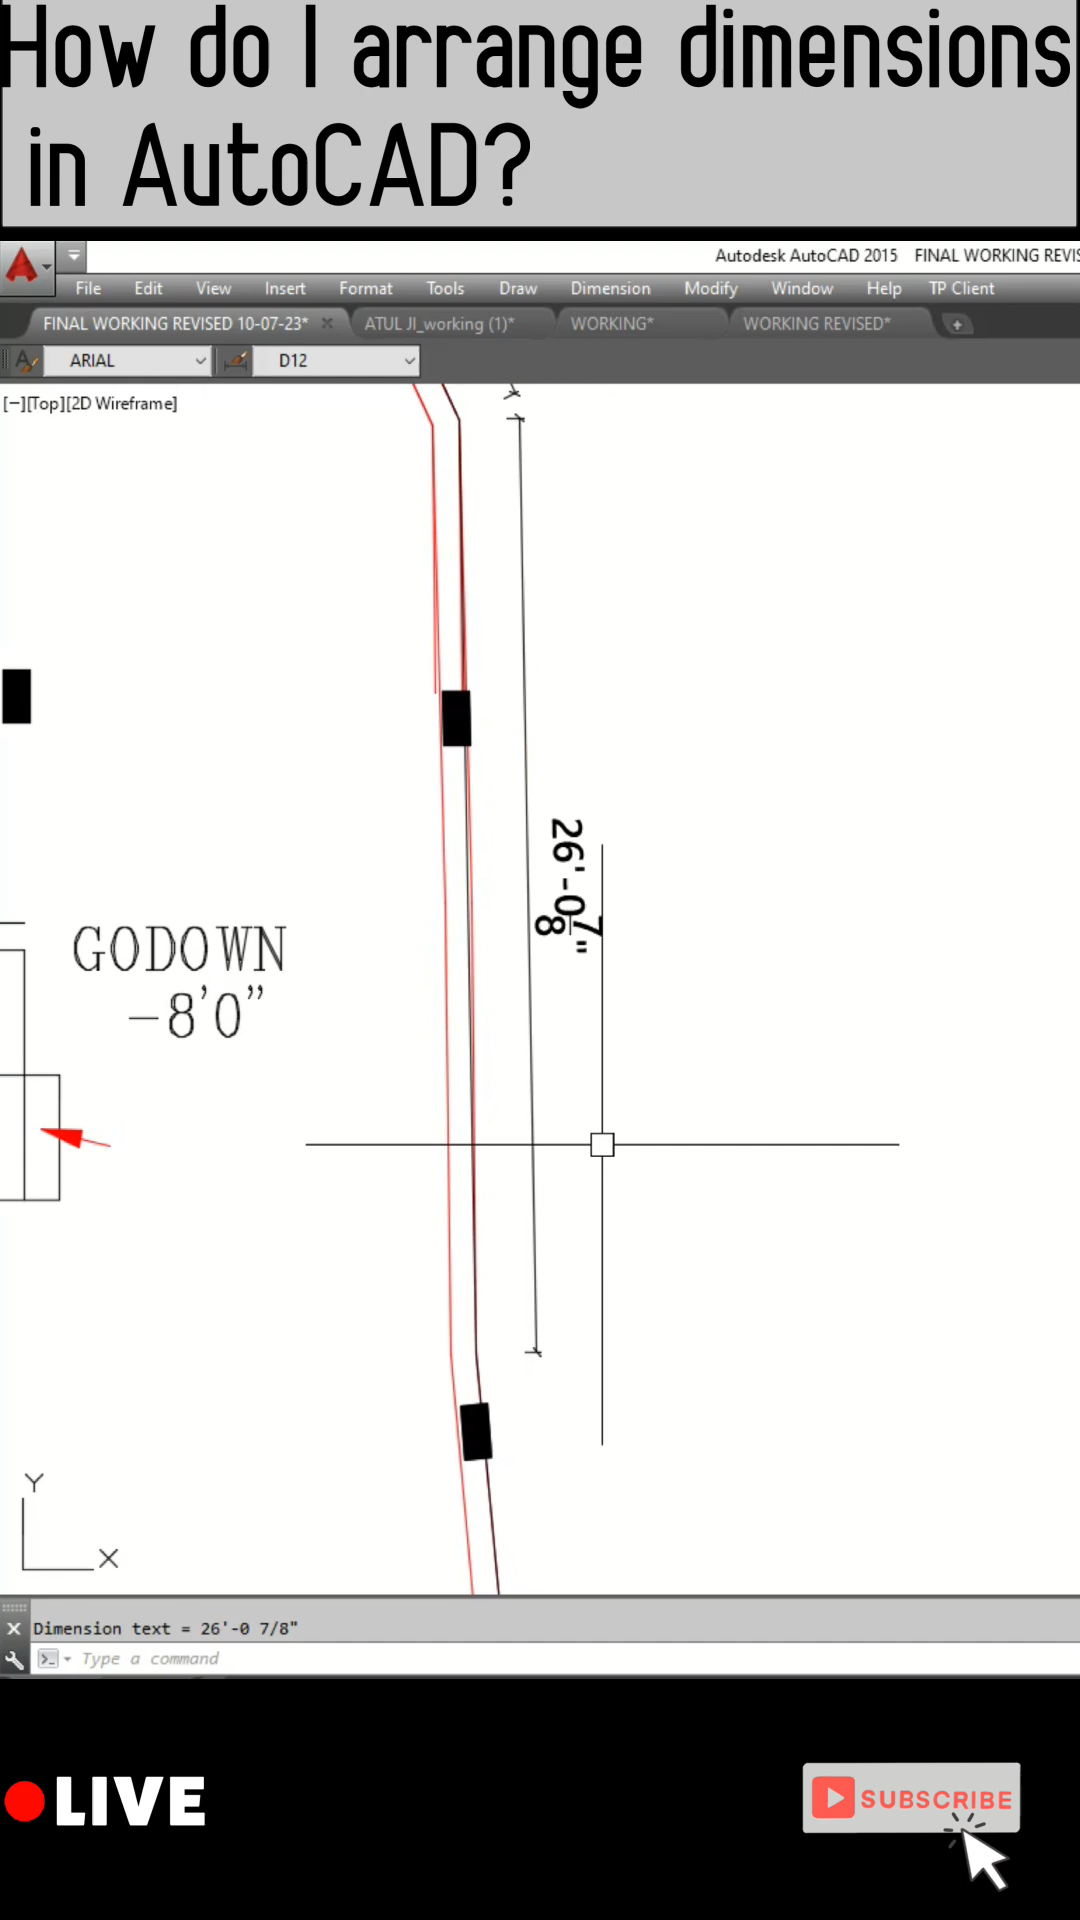 How do I arrange dimensions
in AutoCAD?
Autodesk AutoCAD 2015 FINAL WORKING REVIS
File Edit View Insert Format Tools Draw Dimension Modify Window Help TP Client
FINAL WORKING REVISED 10-07-23* ATUL JI_working (1)* WORKING* WORKING REVISED*
ARIAL D12
[−][Top][2D Wireframe]
26'-0 7/8"
GODOWN
-8'0"
Y
X
Dimension text = 26'-0 7/8"
Type a command
LIVE
SUBSCRIBE